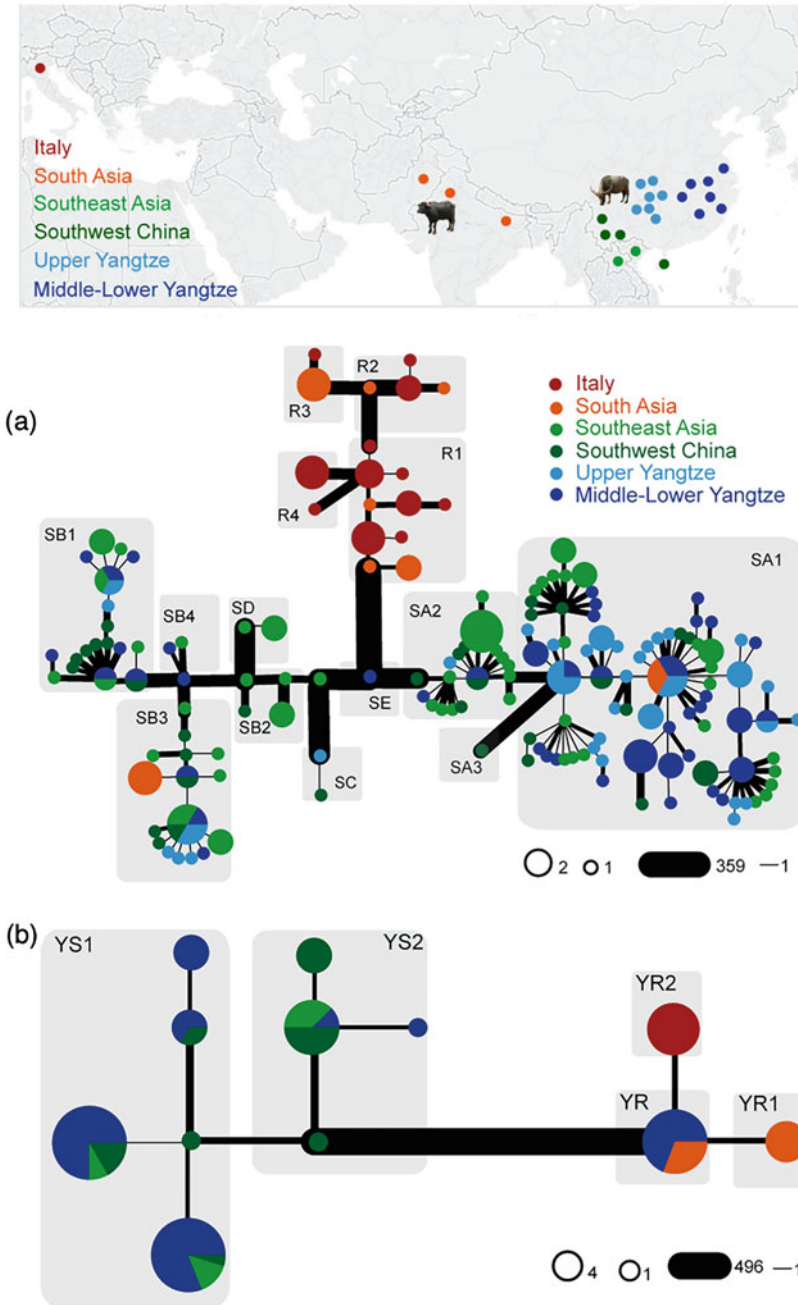 Italy
South Asia
Southeast Asia
Southwest China
Upper Yangtze
Middle-Lower Yangtze
(a)
R2
R3
R1
R4
Italy
South Asia
Southeast Asia
Southwest China
Upper Yangtze
Middle-Lower Yangtze
SB1
SB4
SD
SA2
SA1
SE
SB2
SB3
SC
SA3
2 1 359 1
(b)
YS1
YS2
YR2
YR
YR1
4 1 496 1